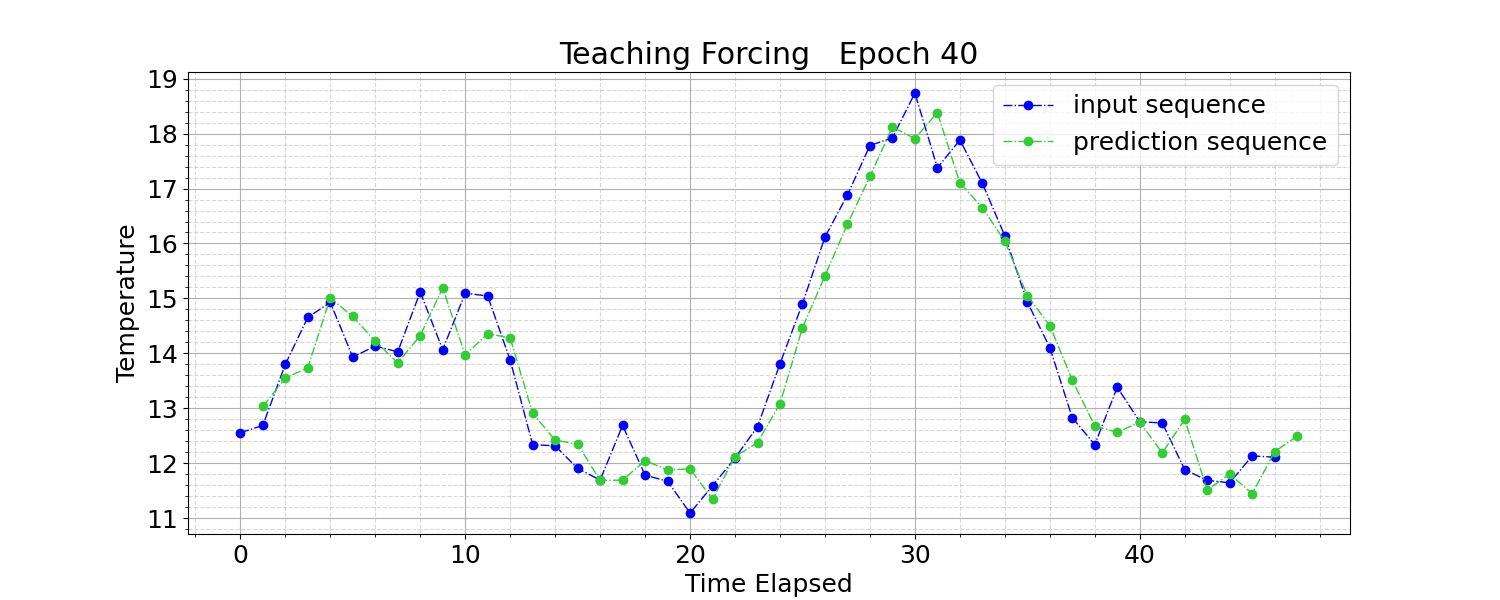 Teaching Forcing   Epoch 40
input sequence
prediction sequence
Temperature
19
18
17
16
15
14
13
12
11
0 10 20 30 40
Time Elapsed